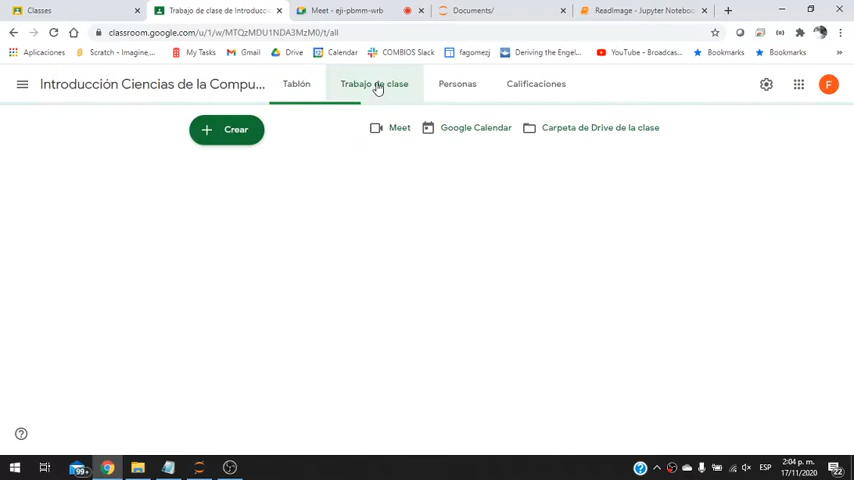 Classes
Trabajo de clase de Introducció
Meet - eji-pbmm-wrb
Documents/
ReadImage - Jupyter Noteboo
classroom.google.com/u/1/w/MTQzMDU1NDA3MzM0/t/all
Aplicaciones
Scratch - Imagine,...
My Tasks
Gmail
Drive
Calendar
COMBIOS Slack
fagomezj
Deriving the Engel...
YouTube - Broadcas...
Bookmarks
Bookmarks
»
Introducción Ciencias de la Compu...
Tablón
Trabajo de clase
Personas
Calificaciones
F
+ Crear
Meet
Google Calendar
Carpeta de Drive de la clase
99+
ESP
2:04 p. m.
17/11/2020
22